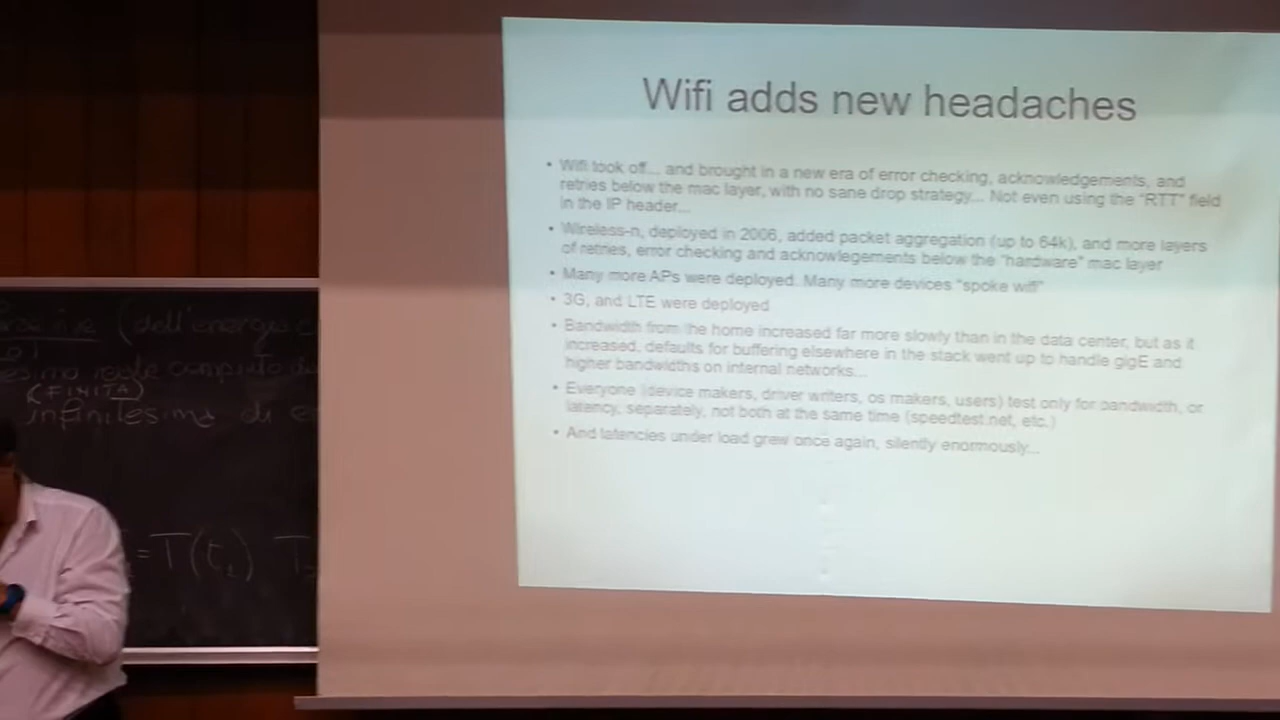 Wifi adds new headaches
• Wifi took off... and brought in a new era of error checking, acknowledgements, and
retries below the mac layer, with no sane drop strategy... Not even using the "RTT" field
in the IP header...
• Wireless-n, deployed in 2006, added packet aggregation (up to 64k), and more layers
of retries, error checking and acknowlegements below the "hardware" mac layer
• Many more APs were deployed. Many more devices "spoke wifi"
• 3G, and LTE were deployed
• Bandwidth from the home increased far more slowly than in the data center, but as it
increased, defaults for buffering elsewhere in the stack went up to handle gigE and
higher bandwidths on internal networks...
• Everyone (device makers, driver writers, os makers, users) test only for bandwidth, or
latency, separately, not both at the same time (speedtest.net, etc.)
• And latencies under load grew once again, silently enormously...
(dell'energia
(FINITA)
infinitesima di e
=T(t₁) T